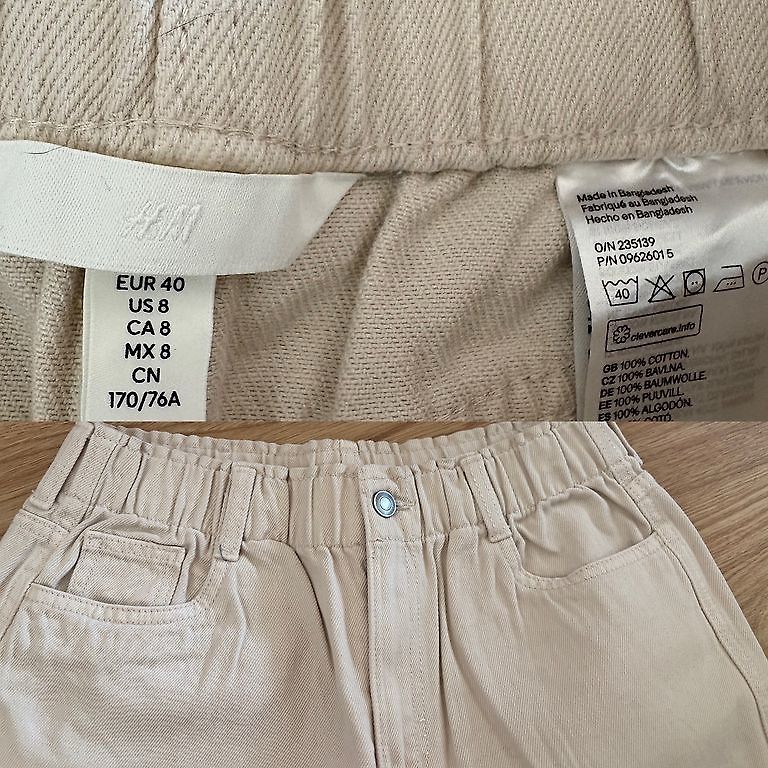 H&M
EUR 40
US 8
CA 8
MX 8
CN
170/76A
Made in Bangladesh
Fabriqué au Bangladesh
Hecho en Bangladesh
O/N 235139
P/N 0962601 5
40
P
clevercare.info
GB 100% COTTON.
CZ 100% BAVLNA.
DE 100% BAUMWOLLE.
EE 100% PUUVILL.
ES 100% ALGODÓN.